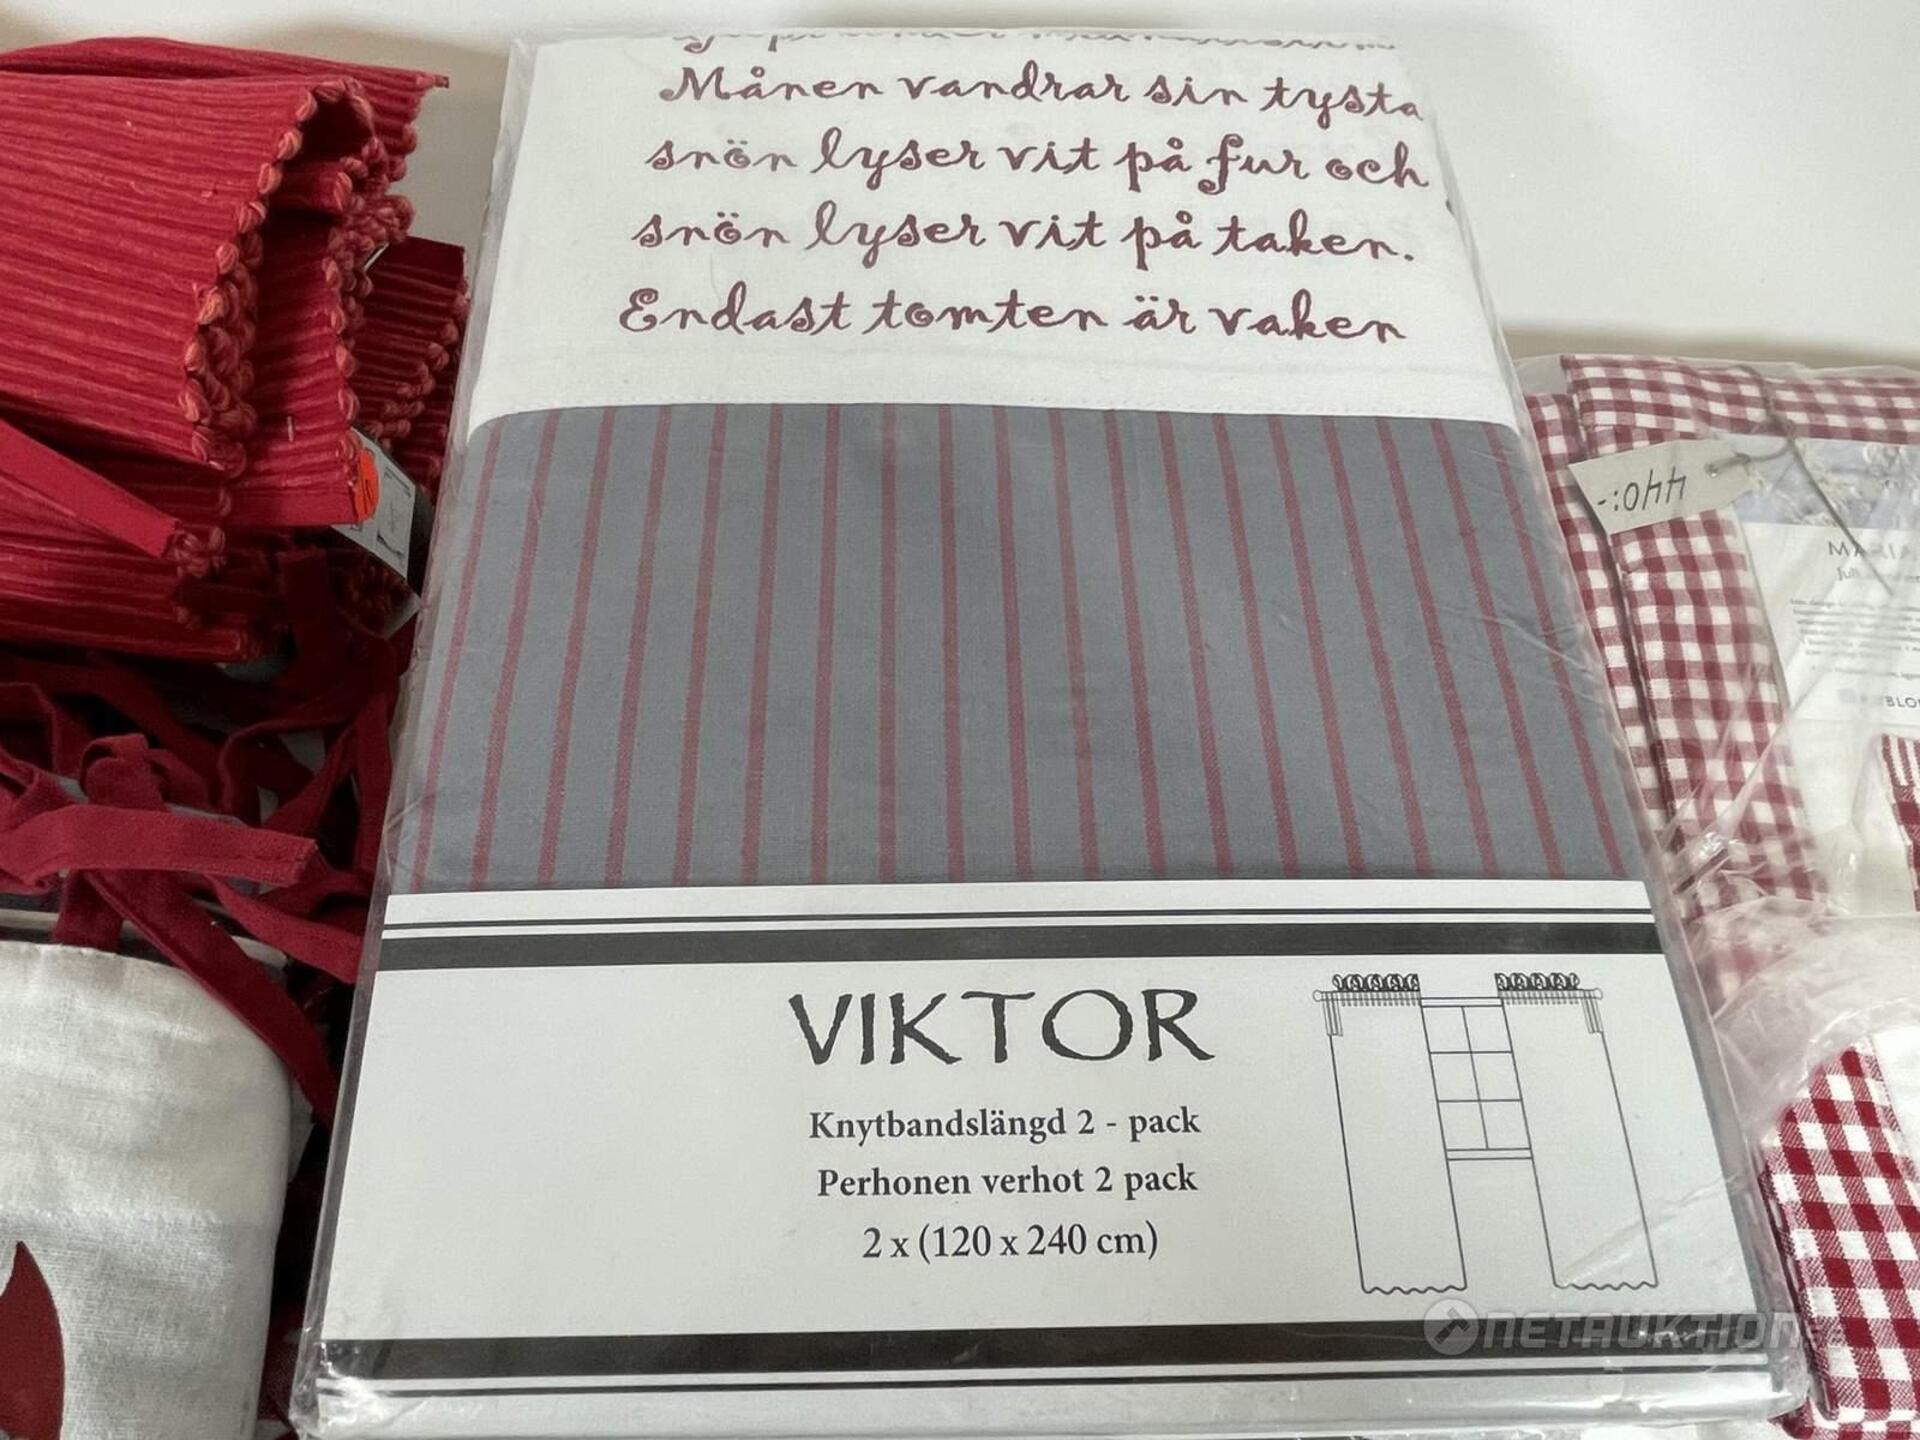 Månen vandrar sin tysta
snön lyser vit på fur och
snön lyser vit på taken.
Endast tomten är vaken
440:-
VIKTOR
Knytbandslängd 2 - pack
Perhonen verhot 2 pack
2 x (120 x 240 cm)
NETAUKTION